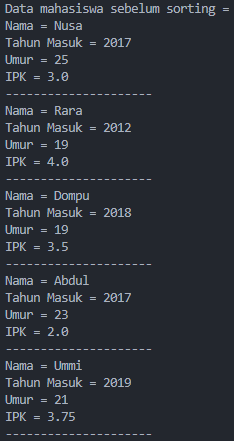 Data mahasiswa sebelum sorting =
Nama = Nusa
Tahun Masuk = 2017
Umur = 25
IPK = 3.0
---------------------
Nama = Rara
Tahun Masuk = 2012
Umur = 19
IPK = 4.0
---------------------
Nama = Dompu
Tahun Masuk = 2018
Umur = 19
IPK = 3.5
---------------------
Nama = Abdul
Tahun Masuk = 2017
Umur = 23
IPK = 2.0
---------------------
Nama = Ummi
Tahun Masuk = 2019
Umur = 21
IPK = 3.75
---------------------